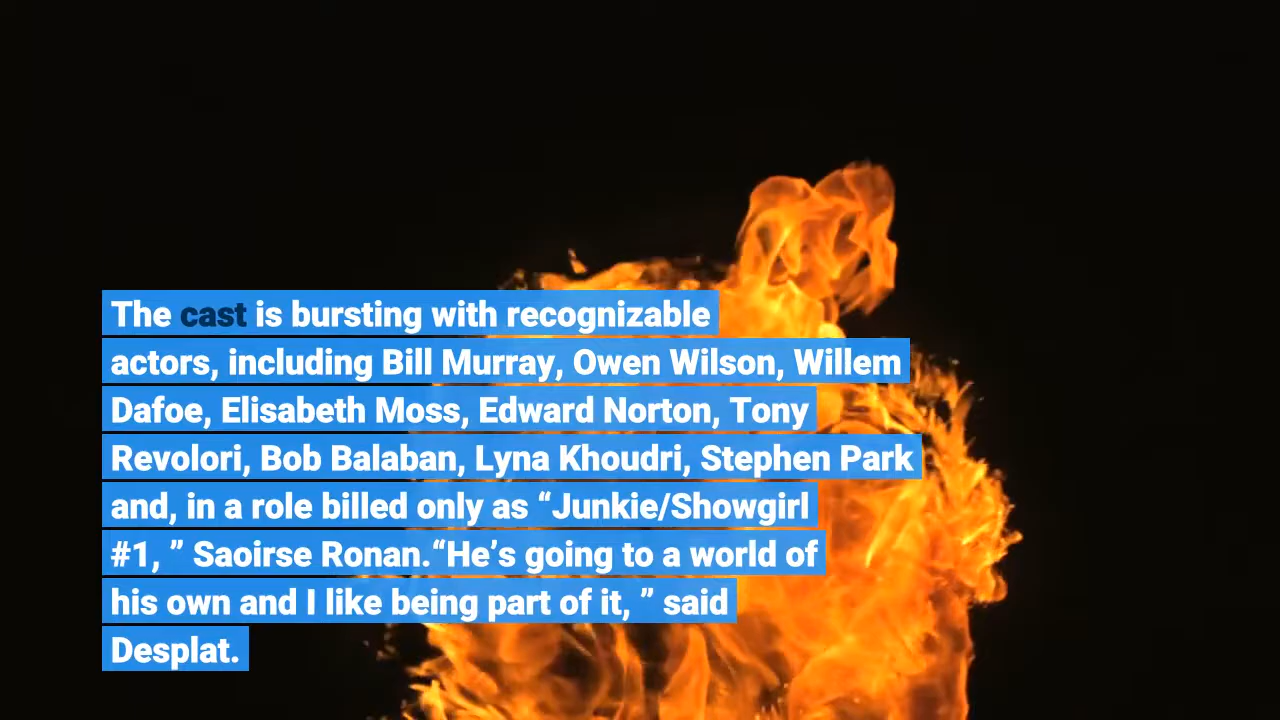 The cast is bursting with recognizable
actors, including Bill Murray, Owen Wilson, Willem
Dafoe, Elisabeth Moss, Edward Norton, Tony
Revolori, Bob Balaban, Lyna Khoudri, Stephen Park
and, in a role billed only as “Junkie/Showgirl
#1, ” Saoirse Ronan.“He’s going to a world of
his own and I like being part of it, ” said
Desplat.